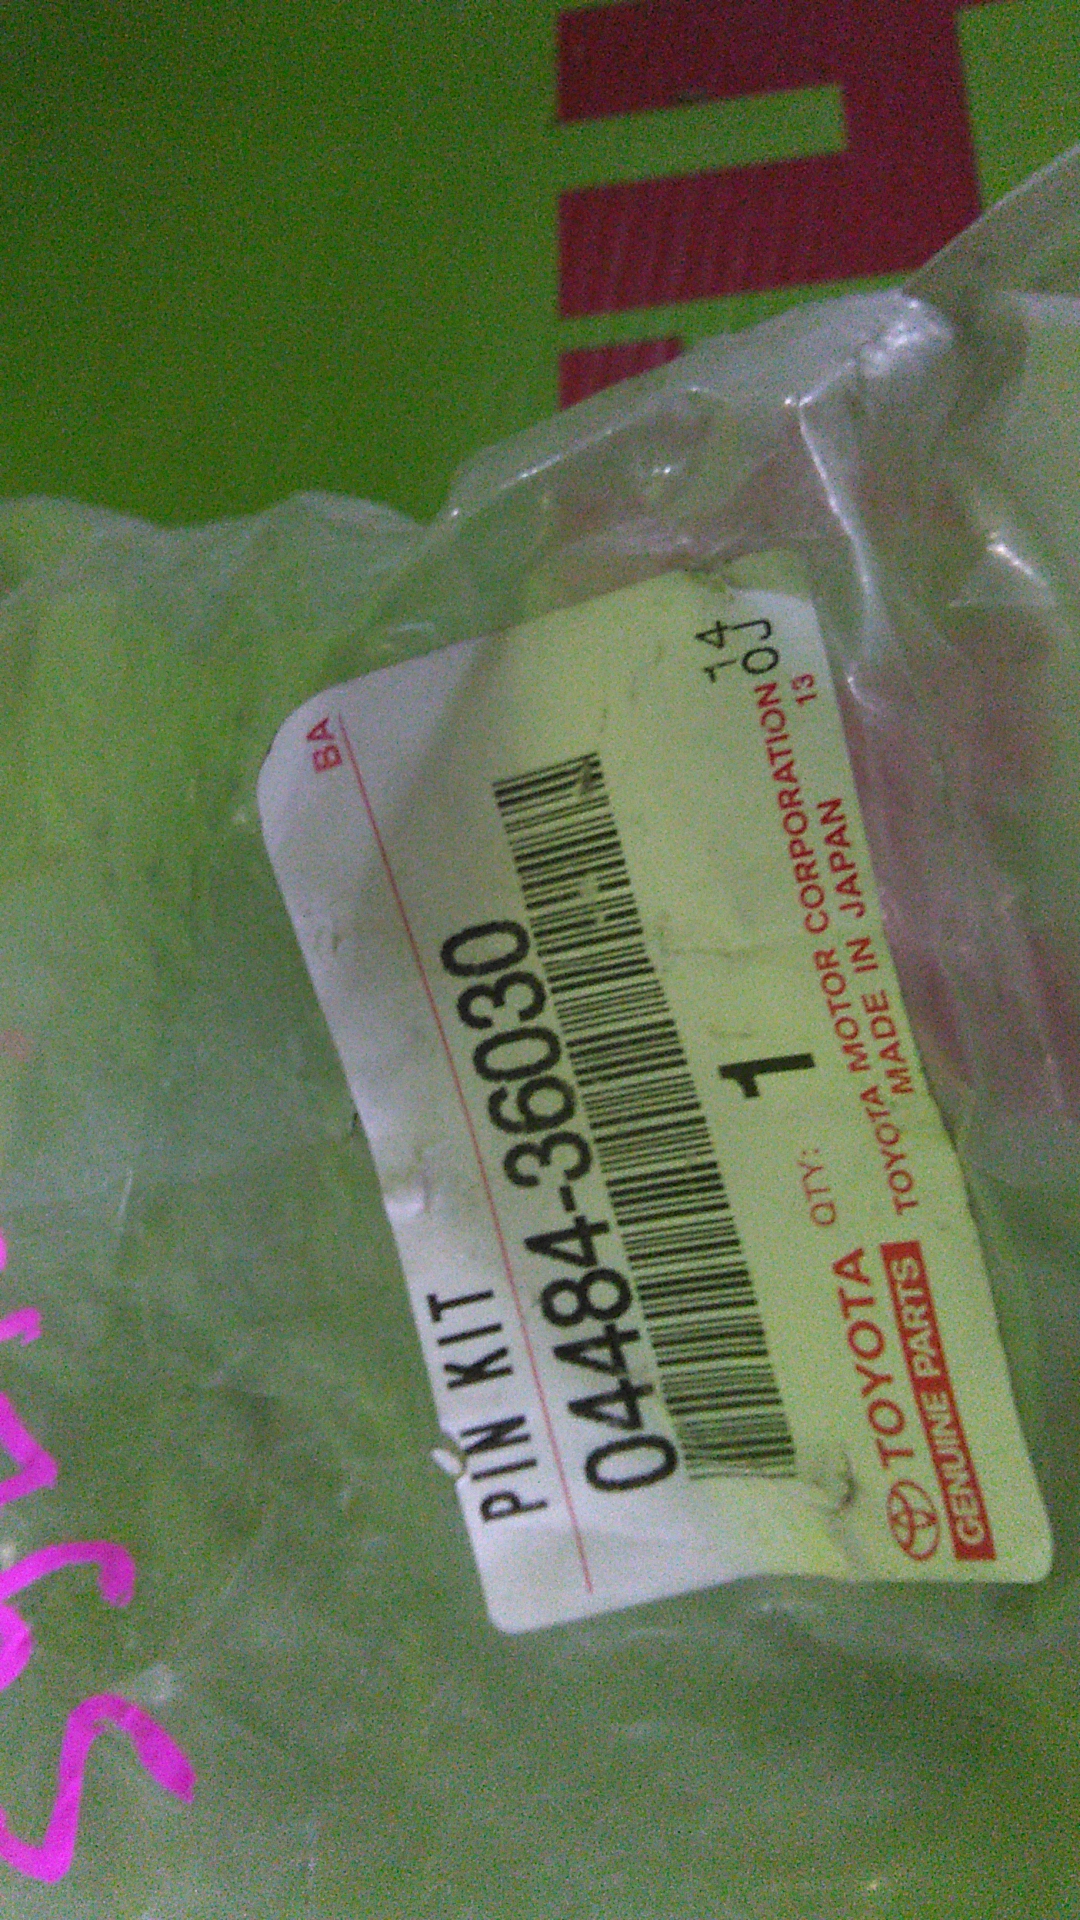 BA
PIN KIT
04484-36030
14
QTY: 1
0J
TOYOTA TOYOTA MOTOR CORPORATION 13
GENUINE PARTS MADE IN JAPAN